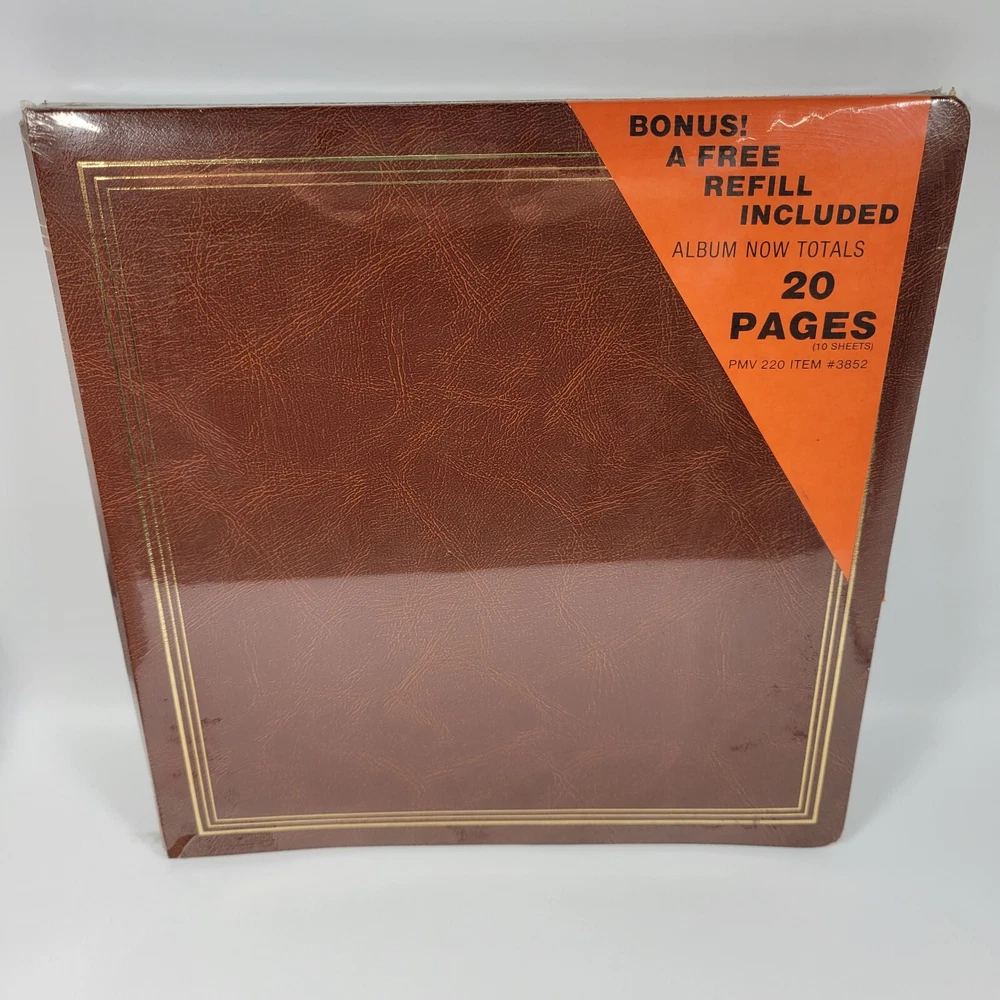 BONUS!
A FREE
REFILL
INCLUDED
ALBUM NOW TOTALS
20
PAGES
(10 SHEETS)
PMV 220 ITEM #3852